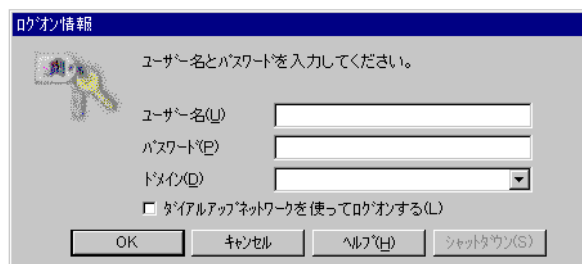 ﾛｸﾞｵﾝ情報
ﾕｰｻﾞｰ名とﾊﾟｽﾜｰﾄﾞを入力してください。
ﾕｰｻﾞｰ名(U)
ﾊﾟｽﾜｰﾄﾞ(P)
ﾄﾞﾒｲﾝ(D)
ﾀﾞｲｱﾙｱｯﾌﾟ ﾈｯﾄﾜｰｸを使ってﾛｸﾞｵﾝする(L)
OK ｷｬﾝｾﾙ ﾍﾙﾌﾟ(H) ｼｬｯﾄﾀﾞｳﾝ(S)